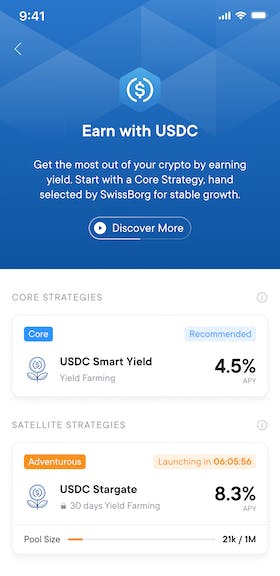 9:41
Earn with USDC
Get the most out of your crypto by earning
yield. Start with a Core Strategy, hand
selected by SwissBorg for stable growth.
Discover More
CORE STRATEGIES
Core
Recommended
USDC Smart Yield
4.5%
Yield Farming
APY
SATELLITE STRATEGIES
Adventurous
Launching in 06:05:56
USDC Stargate
8.3%
30 days Yield Farming
APY
Pool Size
21k / 1M